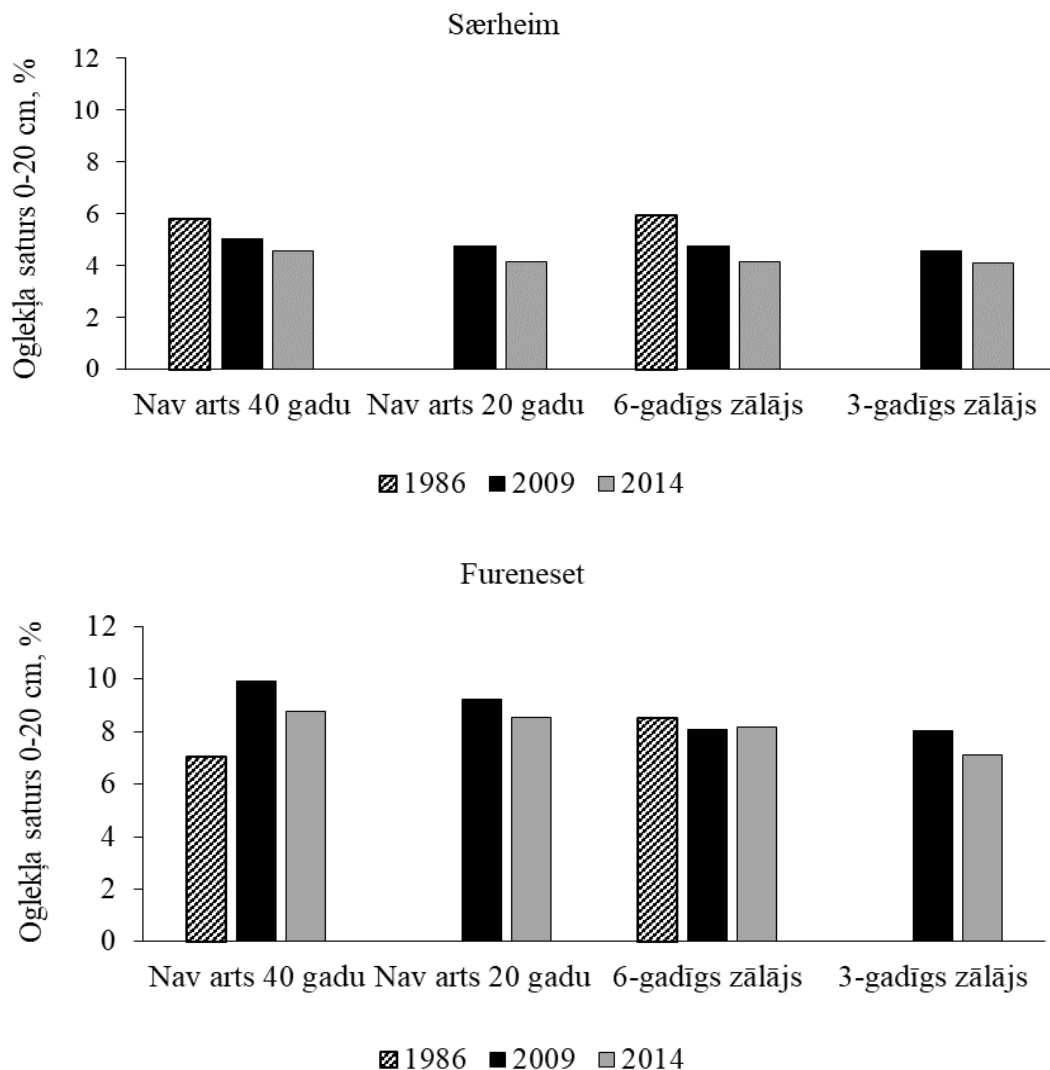 Særheim
Oglekļa saturs 0-20 cm, %
12
10
8
6
4
2
0
Nav arts 40 gadu Nav arts 20 gadu 6-gadīgs zālājs 3-gadīgs zālājs
1986 2009 2014
Fureneset
Oglekļa saturs 0-20 cm, %
12
10
8
6
4
2
0
Nav arts 40 gadu Nav arts 20 gadu 6-gadīgs zālājs 3-gadīgs zālājs
1986 2009 2014